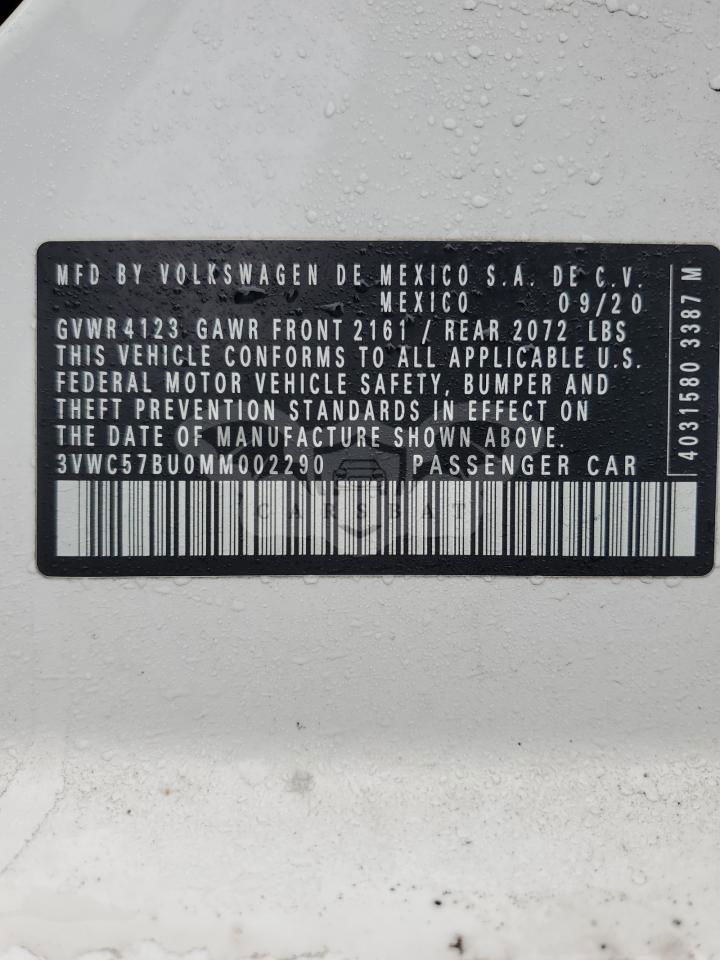 MFD BY VOLKSWAGEN DE MEXICO S.A. DE C.V.
MEXICO 09/20
GVWR 4123 GAWR FRONT 2161 / REAR 2072 LBS
THIS VEHICLE CONFORMS TO ALL APPLICABLE U.S.
FEDERAL MOTOR VEHICLE SAFETY, BUMPER AND
THEFT PREVENTION STANDARDS IN EFFECT ON
THE DATE OF MANUFACTURE SHOWN ABOVE.
3VWC57BU0MM002290 PASSENGER CAR
4031580 3387 M
CARSBAT